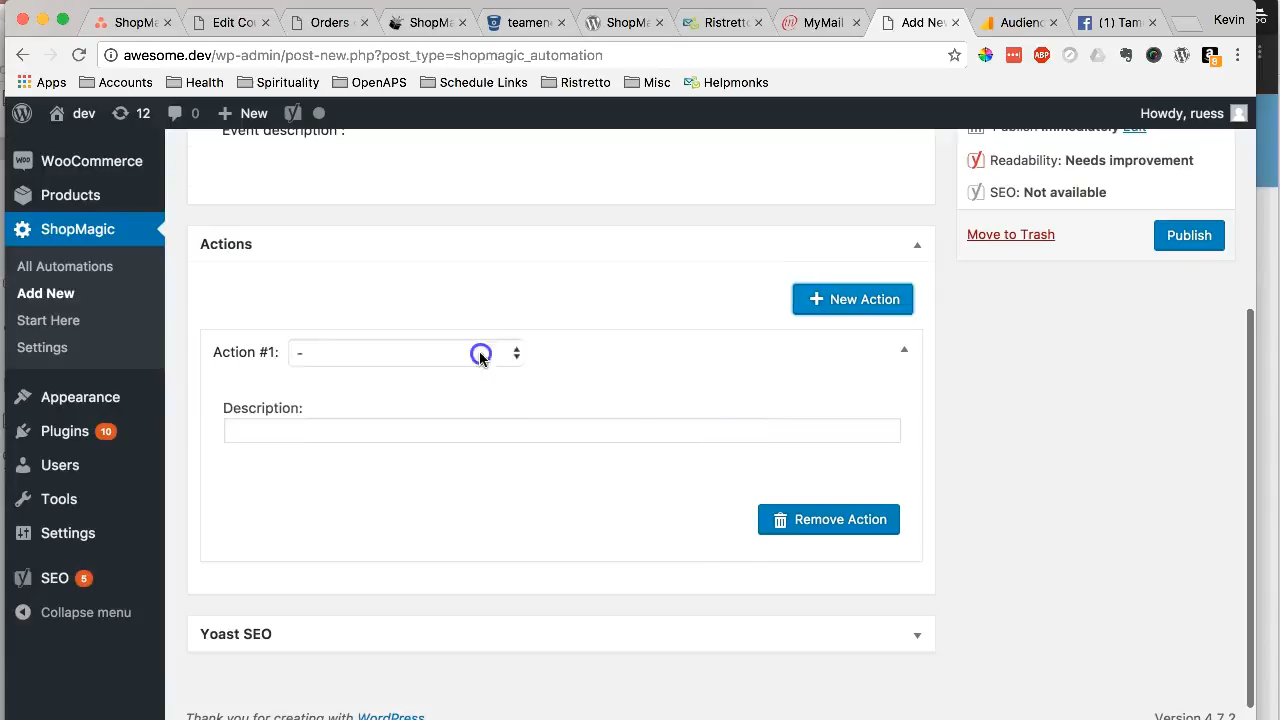 ShopMa
Edit Cou
Orders
ShopMa
teamen
ShopMa
Ristrett
MyMail
Add New
Audienc
(1) Tam
Kevin
awesome.dev/wp-admin/post-new.php?post_type=shopmagic_automation
ABP
8
Apps
Accounts
Health
Spirituality
OpenAPS
Schedule Links
Ristretto
Misc
Helpmonks
dev
12
0
New
Howdy, ruess
WooCommerce
Products
ShopMagic
All Automations
Add New
Start Here
Settings
Appearance
Plugins 10
Users
Tools
Settings
SEO 5
Collapse menu
Event description :
Actions
New Action
Action #1: -
Description:
Remove Action
Yoast SEO
Thank you for creating with WordPress
Publish immediately Edit
Readability: Needs improvement
SEO: Not available
Move to Trash
Publish
Version 4.7.2